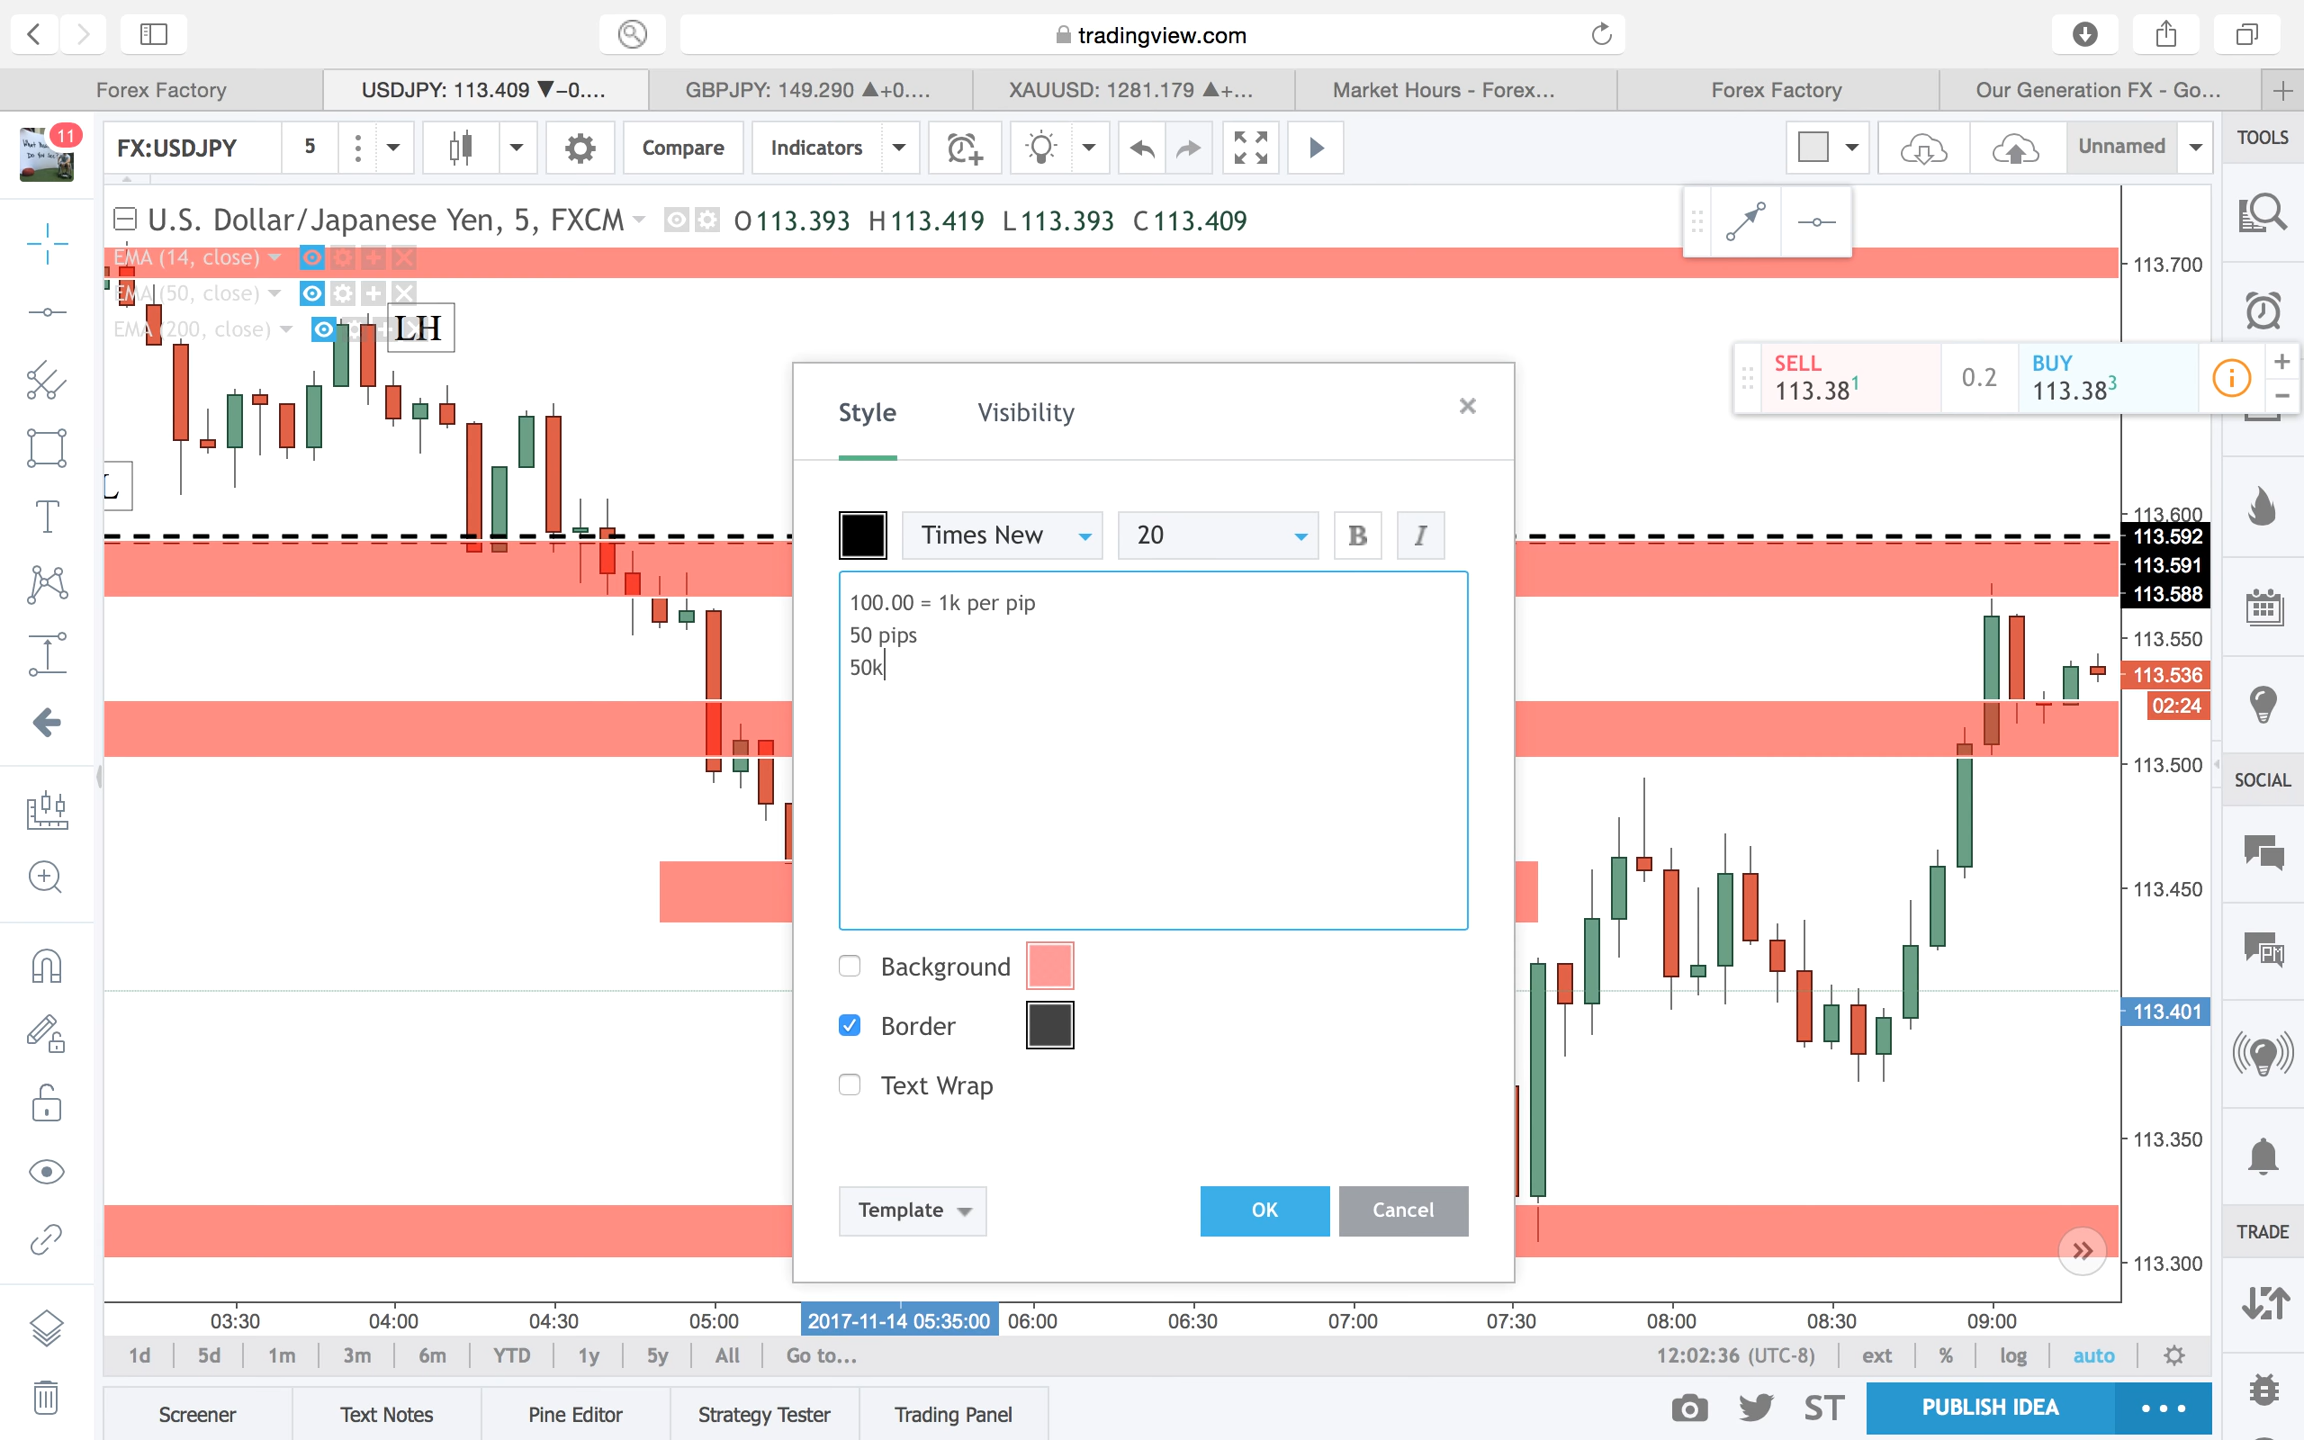 tradingview.com
Forex Factory
USDJPY: 113.409 ▼−0....
GBPJPY: 149.290 ▲+0....
XAUUSD: 1281.179 ▲+...
Market Hours - Forex...
Forex Factory
Our Generation FX - Go...
11
FX:USDJPY
5
Compare
Indicators
Unnamed
TOOLS
U.S. Dollar/Japanese Yen, 5, FXCM
O113.393 H113.419 L113.393 C113.409
EMA (14, close)
EMA (50, close)
EMA (200, close)
LH
L
SELL
113.381
0.2
BUY
113.383
Style
Visibility
Times New
20
B
I
100.00 = 1k per pip
50 pips
50k
Background
Border
Text Wrap
Template
OK
Cancel
113.700
113.600
113.592
113.591
113.588
113.550
113.536
02:24
113.500
113.450
113.401
113.350
113.300
SOCIAL
PM
TRADE
03:30
04:00
04:30
05:00
2017-11-14 05:35:00
06:00
06:30
07:00
07:30
08:00
08:30
09:00
1d
5d
1m
3m
6m
YTD
1y
5y
All
Go to...
12:02:36 (UTC-8)
ext
%
log
auto
Screener
Text Notes
Pine Editor
Strategy Tester
Trading Panel
ST
PUBLISH IDEA